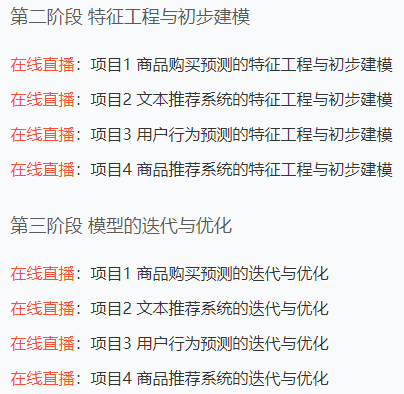 第二阶段 特征工程与初步建模
在线直播：项目1 商品购买预测的特征工程与初步建模
在线直播：项目2 文本推荐系统的特征工程与初步建模
在线直播：项目3 用户行为预测的特征工程与初步建模
在线直播：项目4 商品推荐系统的特征工程与初步建模
第三阶段 模型的迭代与优化
在线直播：项目1 商品购买预测的迭代与优化
在线直播：项目2 文本推荐系统的迭代与优化
在线直播：项目3 用户行为预测的迭代与优化
在线直播：项目4 商品推荐系统的迭代与优化